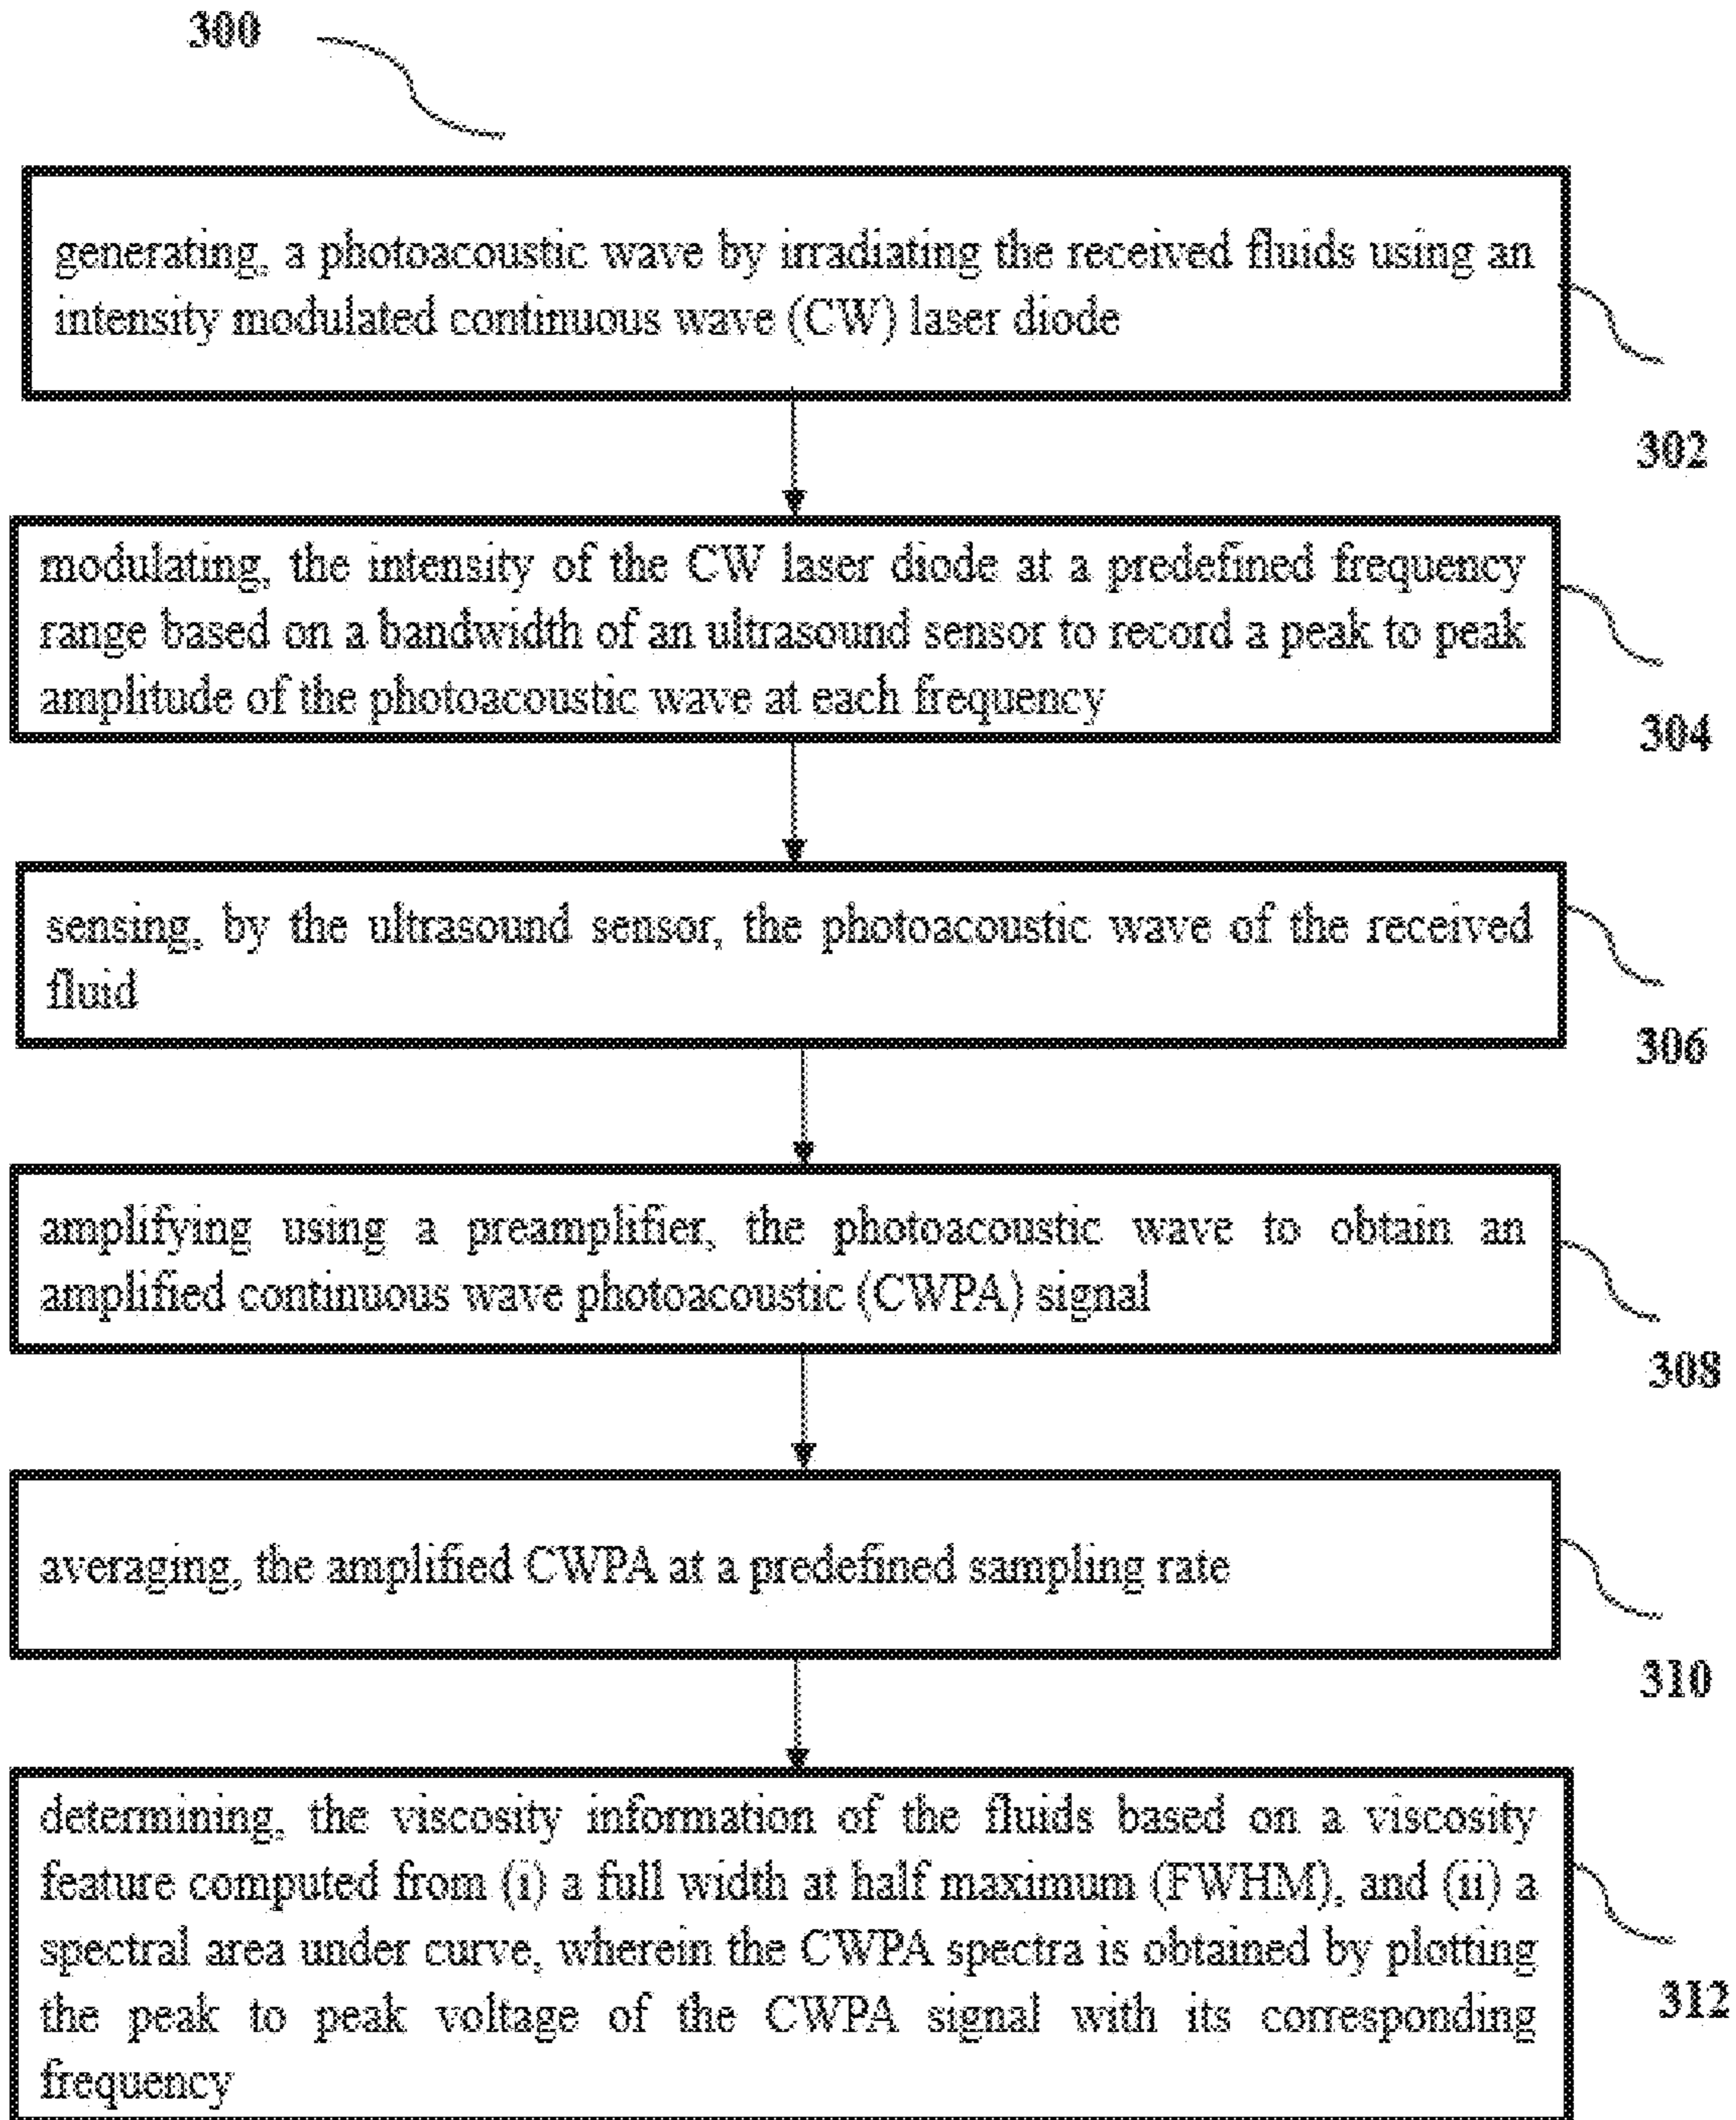 300
generating, a photoacoustic wave by irradiating the received fluids using an
intensity modulated continuous wave (CW) laser diode
302
modulating, the intensity of the CW laser diode at a predefined frequency
range based on a bandwidth of an ultrasound sensor to record a peak to peak
amplitude of the photoacoustic wave at each frequency
304
sensing, by the ultrasound sensor, the photoacoustic wave of the received
fluid
306
amplifying using a preamplifier, the photoacoustic wave to obtain an
amplified continuous wave photoacoustic (CWPA) signal
308
averaging, the amplified CWPA at a predefined sampling rate
310
determining, the viscosity information of the fluids based on a viscosity
feature computed from (i) a full width at half maximum (FWHM), and (ii) a
spectral area under curve, wherein the CWPA spectra is obtained by plotting
the peak to peak voltage of the CWPA signal with its corresponding
frequency
312